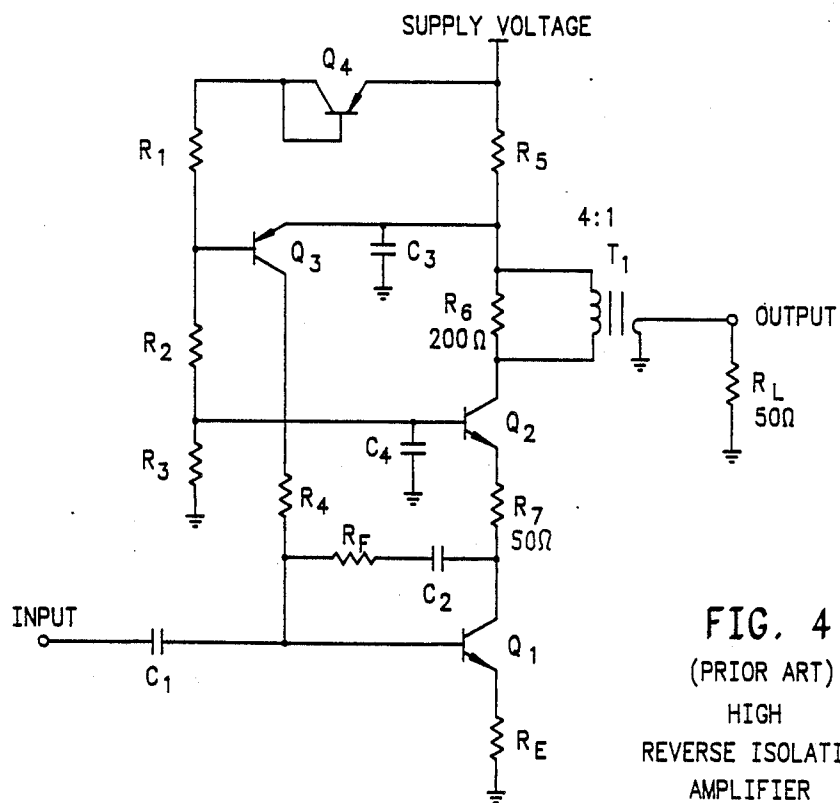 SUPPLY VOLTAGE
Q4
R1
R5
4:1
T1
Q3
C3
R6
200Ω
OUTPUT
R2
RL
50Ω
C4
Q2
R3
R4
R7
50Ω
RF
C2
INPUT
C1
Q1
RE
FIG. 4
(PRIOR ART)
HIGH
REVERSE ISOLATI
AMPLIFIER